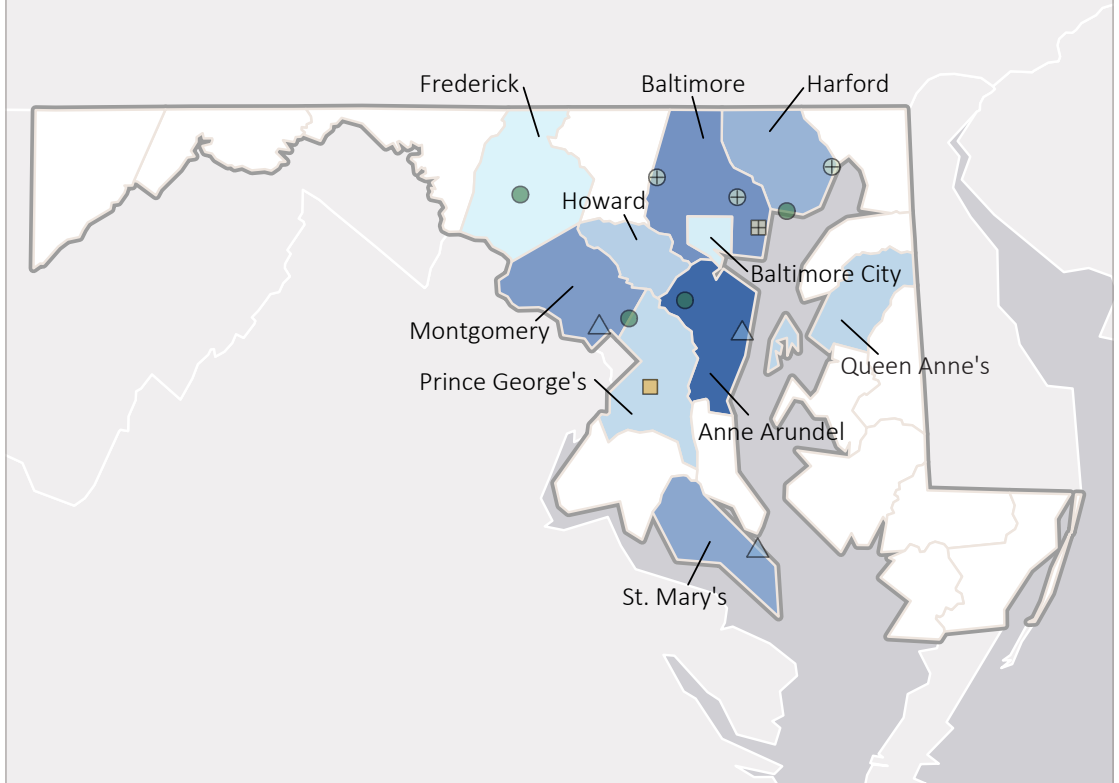 Frederick
Baltimore
Harford
Howard
Baltimore City
Montgomery
Queen Anne's
Prince George's
Anne Arundel
St. Mary's